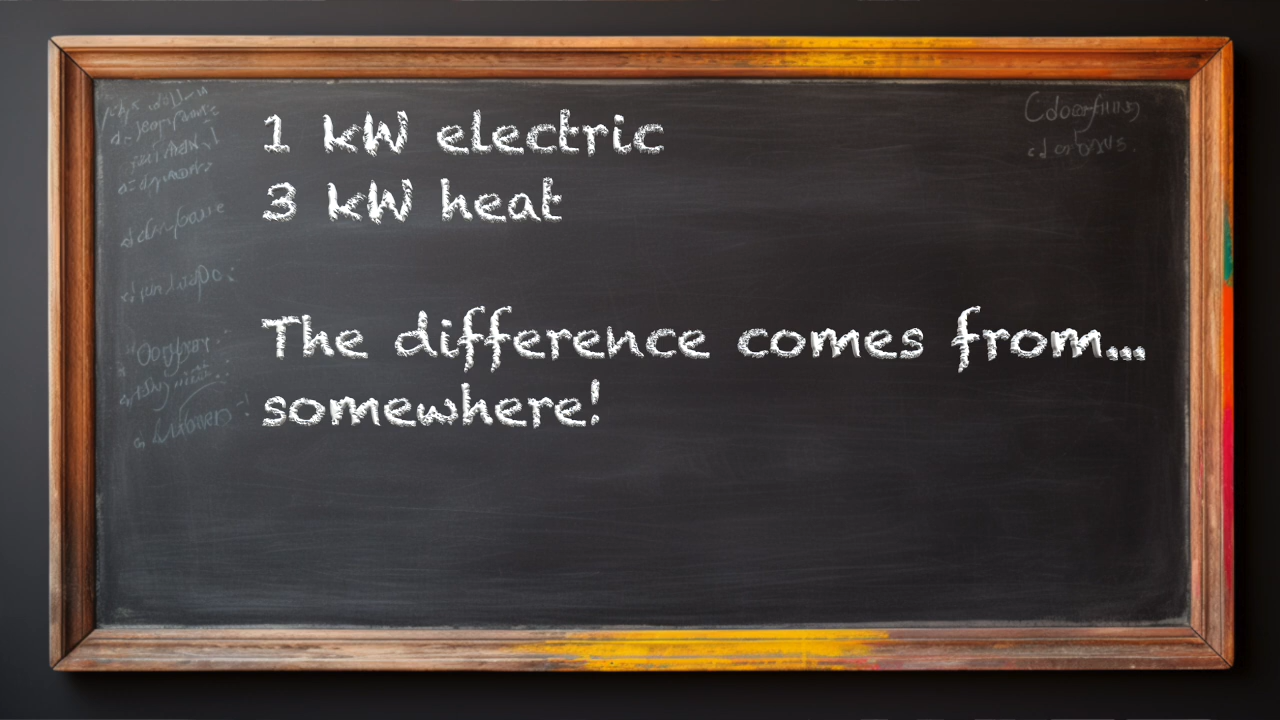 1 kW electric
3 kW heat
The difference comes from...
somewhere!